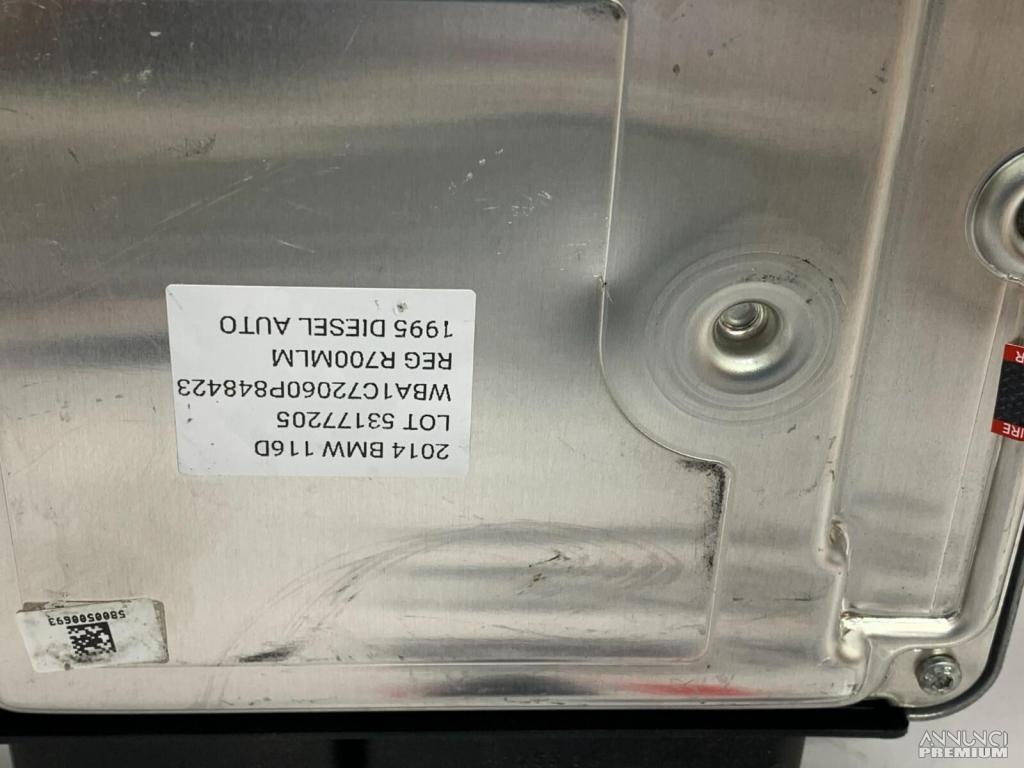 2014 BMW 116D
LOT 53177205
WBA1C72060P848423
REG R700MLM
1995 DIESEL AUTO
5800500693
ANNUNCI
PREMIUM